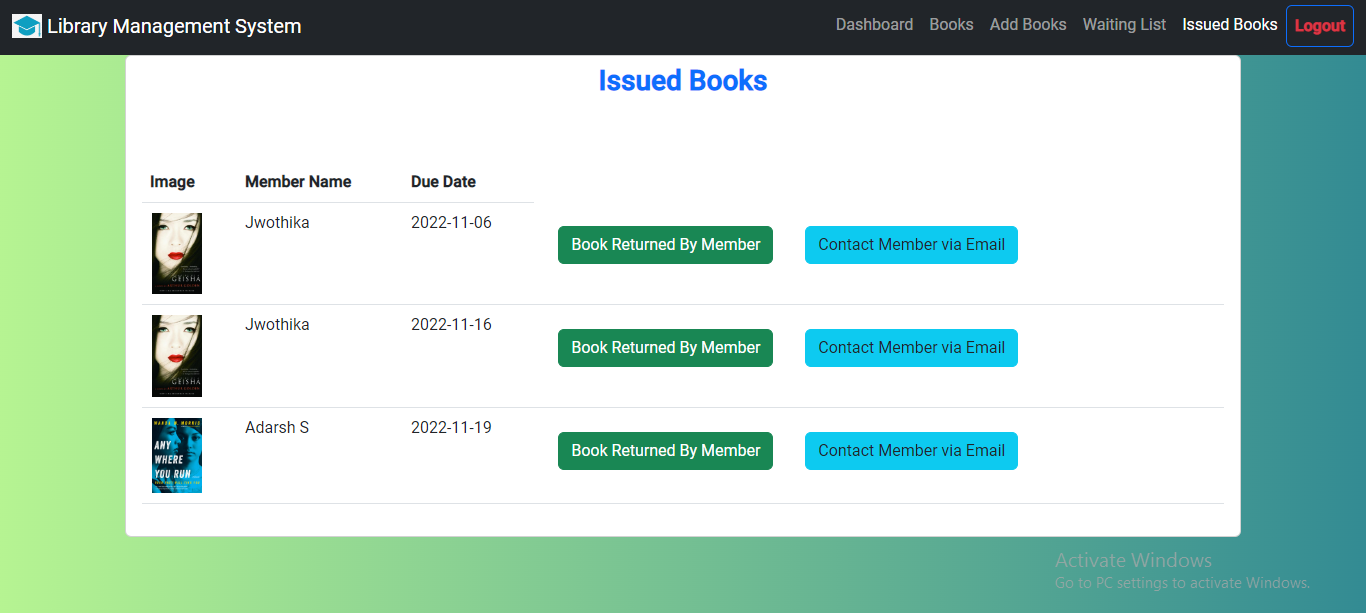 Library Management System
Dashboard Books Add Books Waiting List Issued Books Logout
Issued Books
Image Member Name Due Date
Jwothika 2022-11-06
Book Returned By Member Contact Member via Email
GEISHA
Jwothika 2022-11-16
Book Returned By Member Contact Member via Email
GEISHA
Adarsh S 2022-11-19
ANY
WHERE
YOU RUN
Book Returned By Member Contact Member via Email
Activate Windows
Go to PC settings to activate Windows.